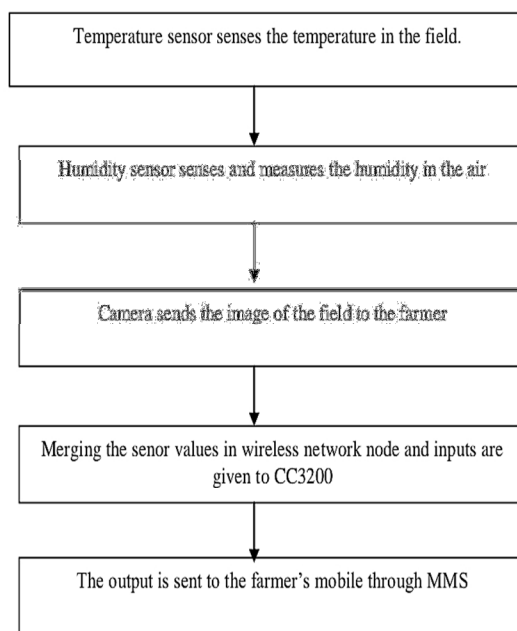 Temperature sensor senses the temperature in the field.
Humidity sensor senses and measures the humidity in the air
Camera sends the image of the field to the farmer
Merging the senor values in wireless network node and inputs are
given to CC3200
The output is sent to the farmer's mobile through MMS